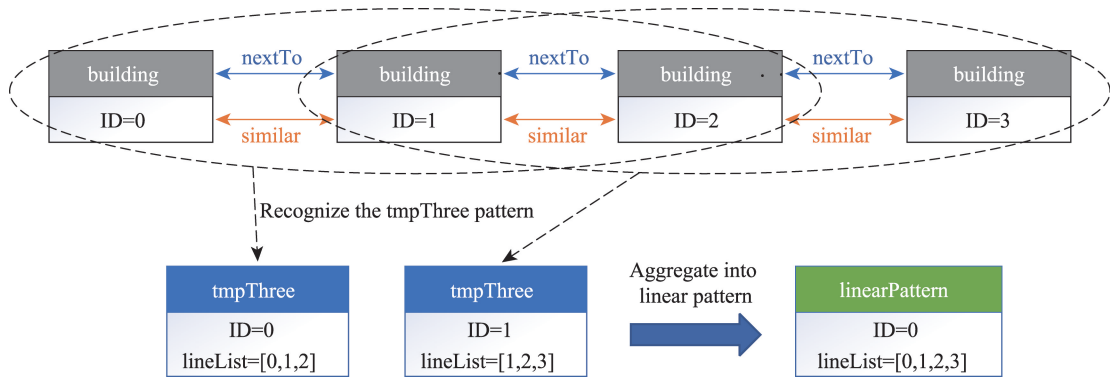 building nextTo building nextTo building nextTo building
ID=0 similar ID=1 similar ID=2 similar ID=3
Recognize the tmpThree pattern
tmpThree
ID=0
lineList=[0,1,2]
tmpThree
ID=1
lineList=[1,2,3]
Aggregate into
linear pattern
linearPattern
ID=0
lineList=[0,1,2,3]